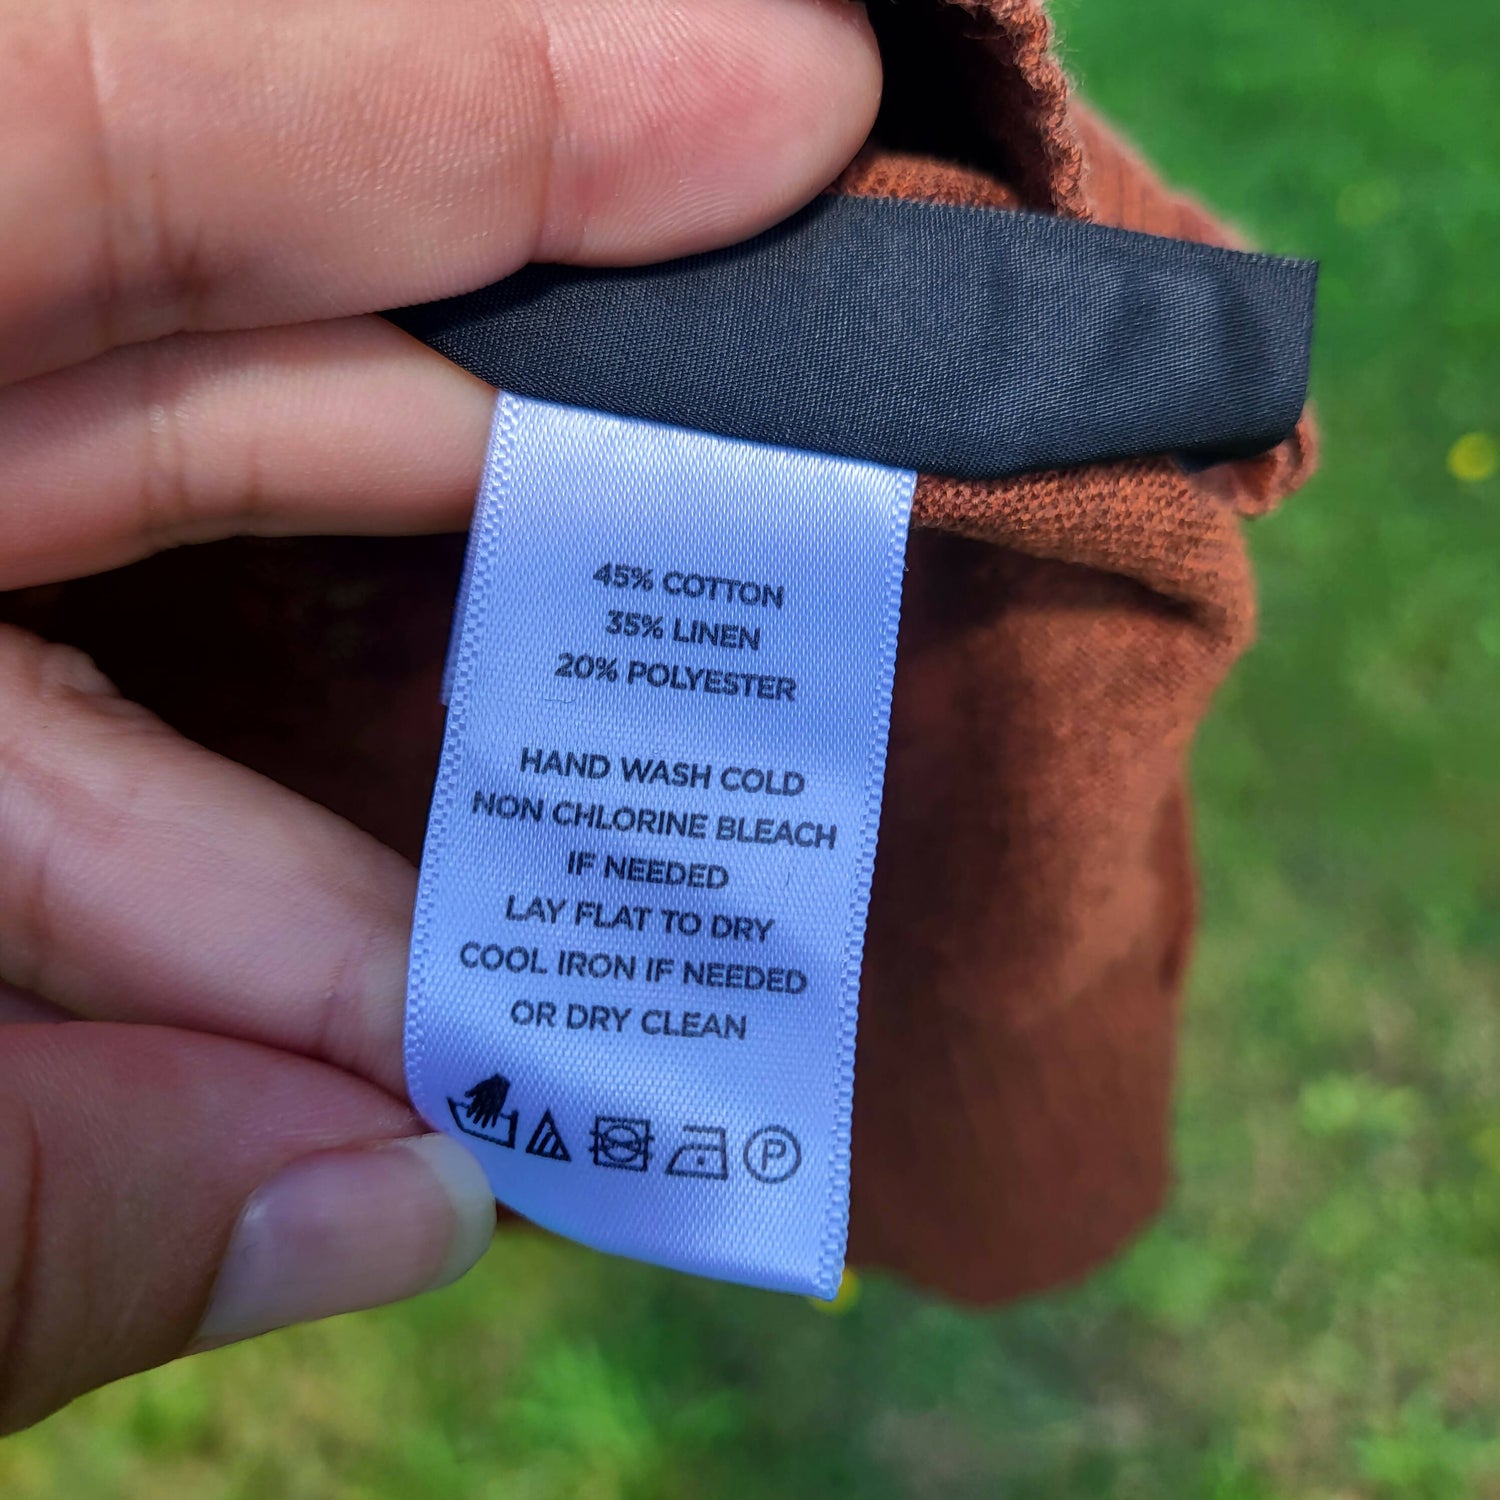 45% COTTON
35% LINEN
20% POLYESTER
HAND WASH COLD
NON CHLORINE BLEACH
IF NEEDED
LAY FLAT TO DRY
COOL IRON IF NEEDED
OR DRY CLEAN
P